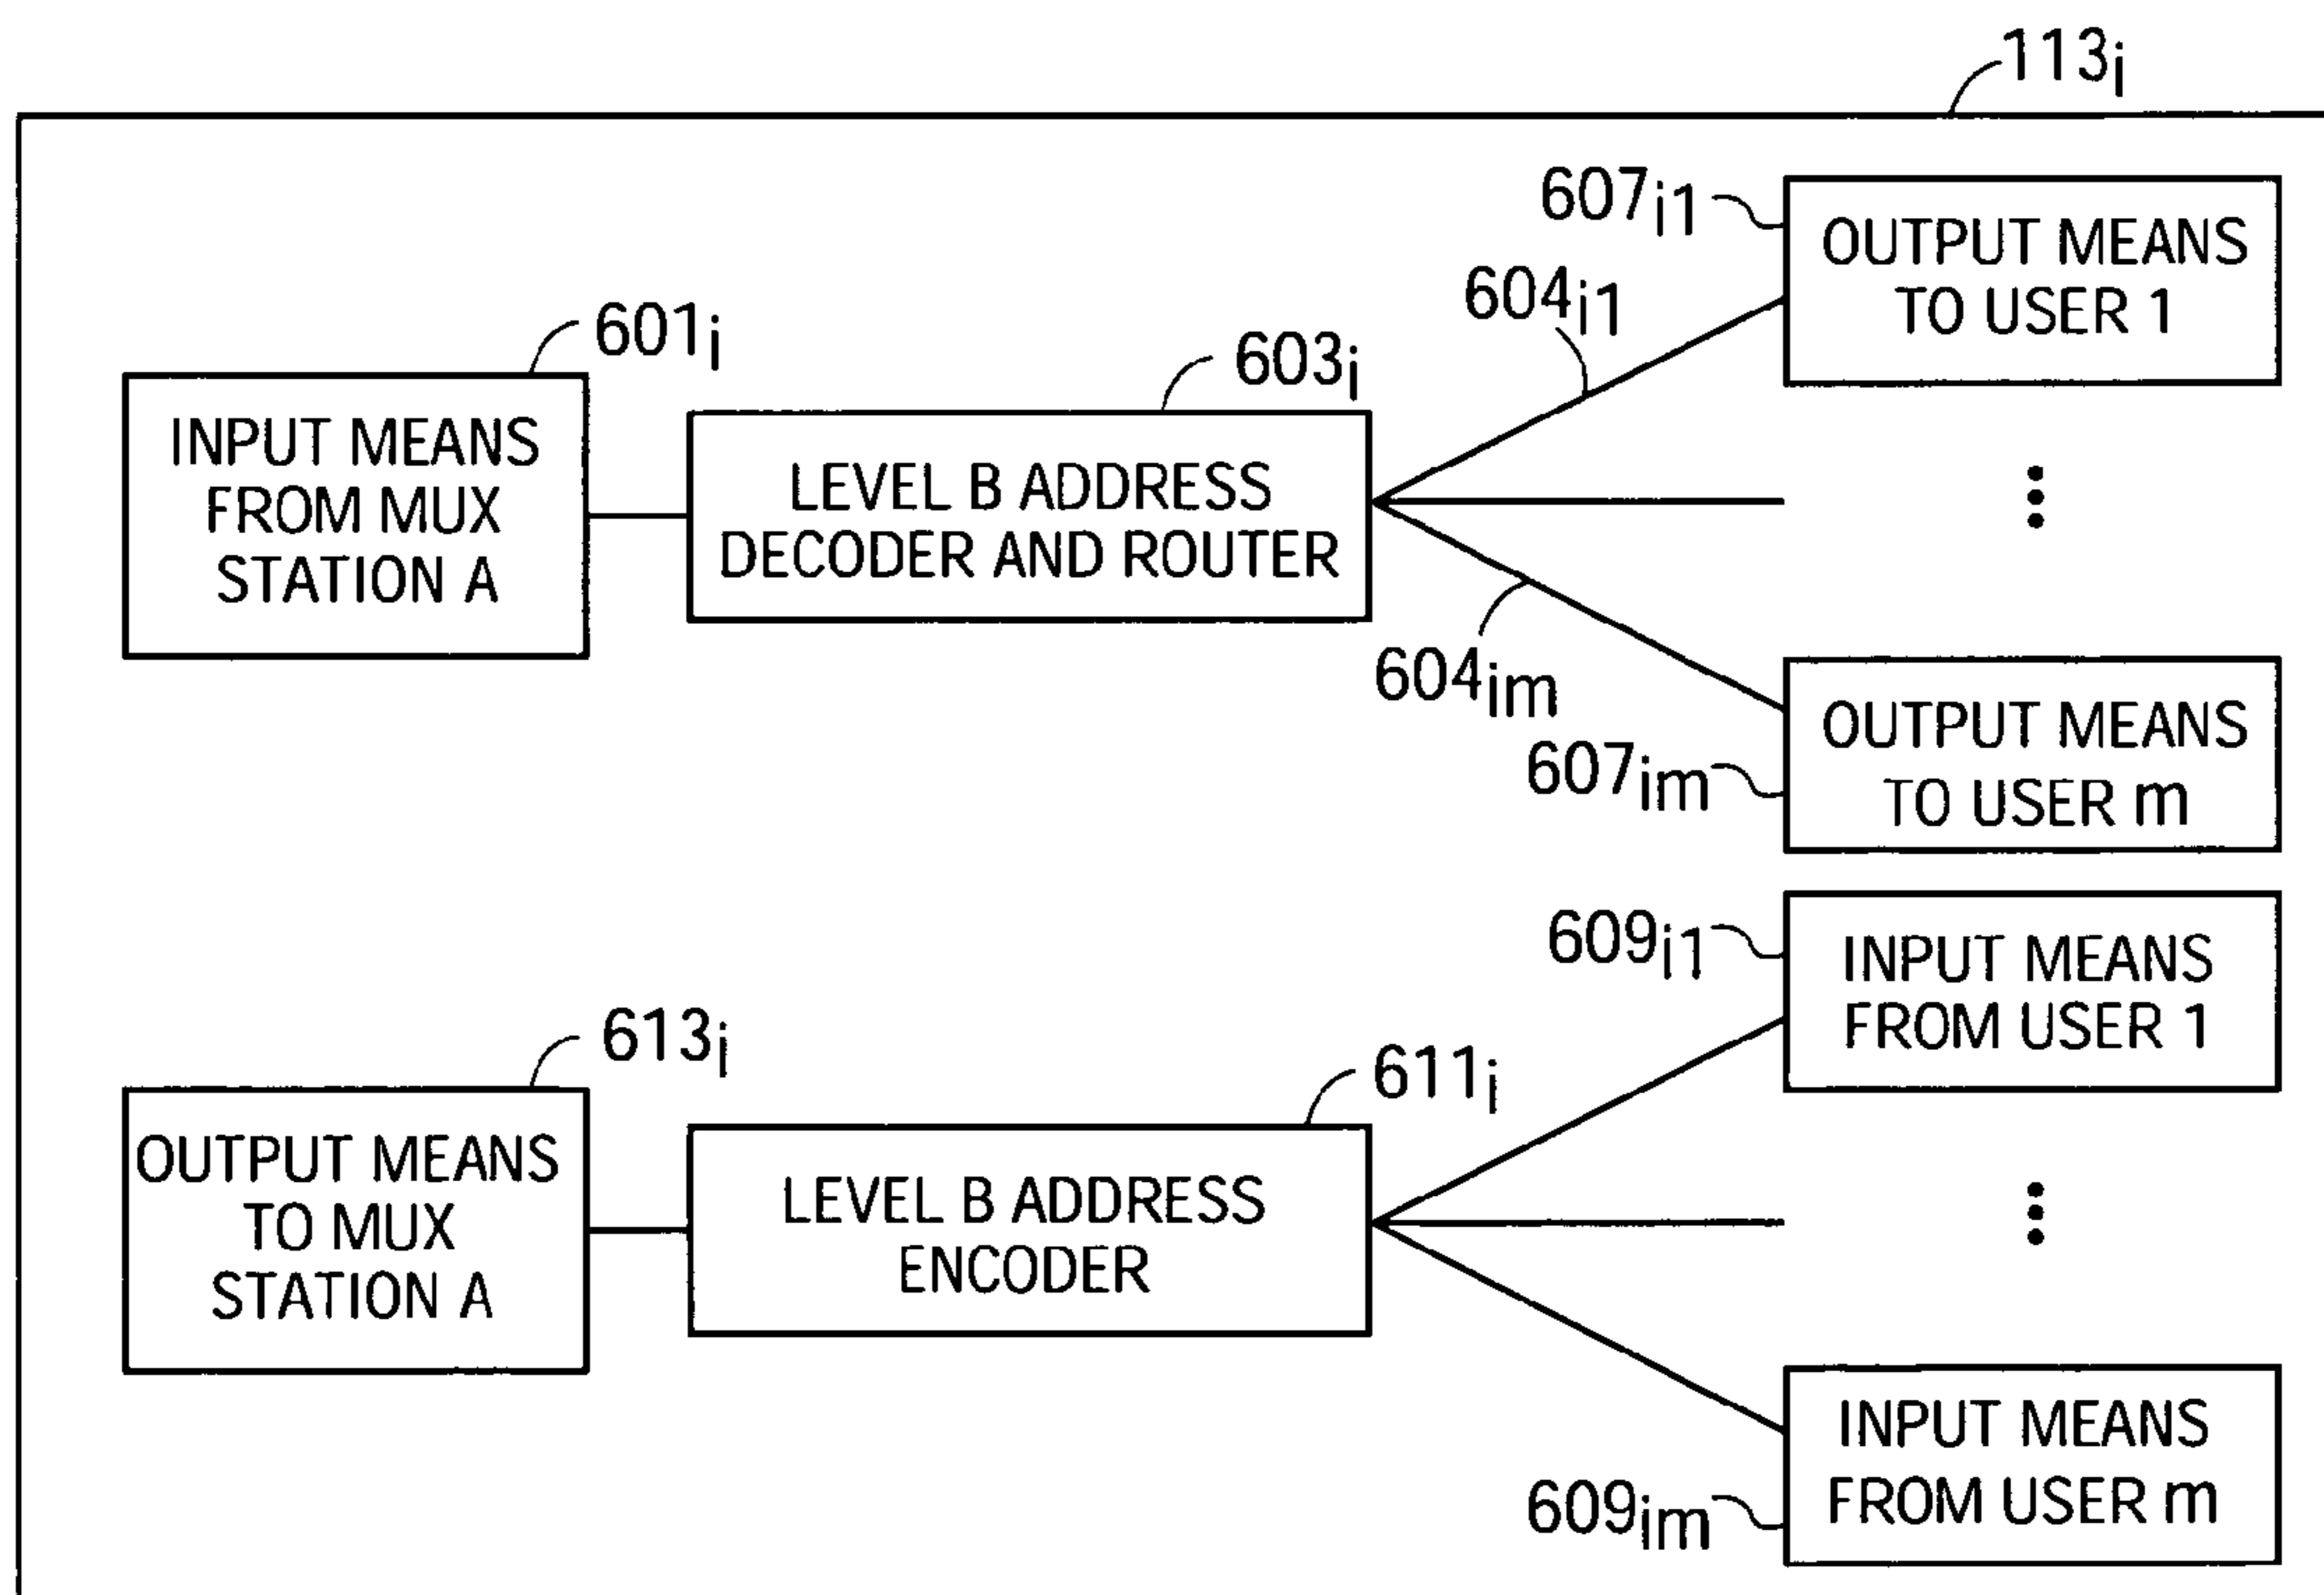 113i
607i1
OUTPUT MEANS
TO USER 1
604i1
601i
603i
INPUT MEANS
FROM MUX
STATION A
LEVEL B ADDRESS
DECODER AND ROUTER
604im
607im
OUTPUT MEANS
TO USER m
609i1
INPUT MEANS
FROM USER 1
613i
611i
OUTPUT MEANS
TO MUX
STATION A
LEVEL B ADDRESS
ENCODER
609im
INPUT MEANS
FROM USER m